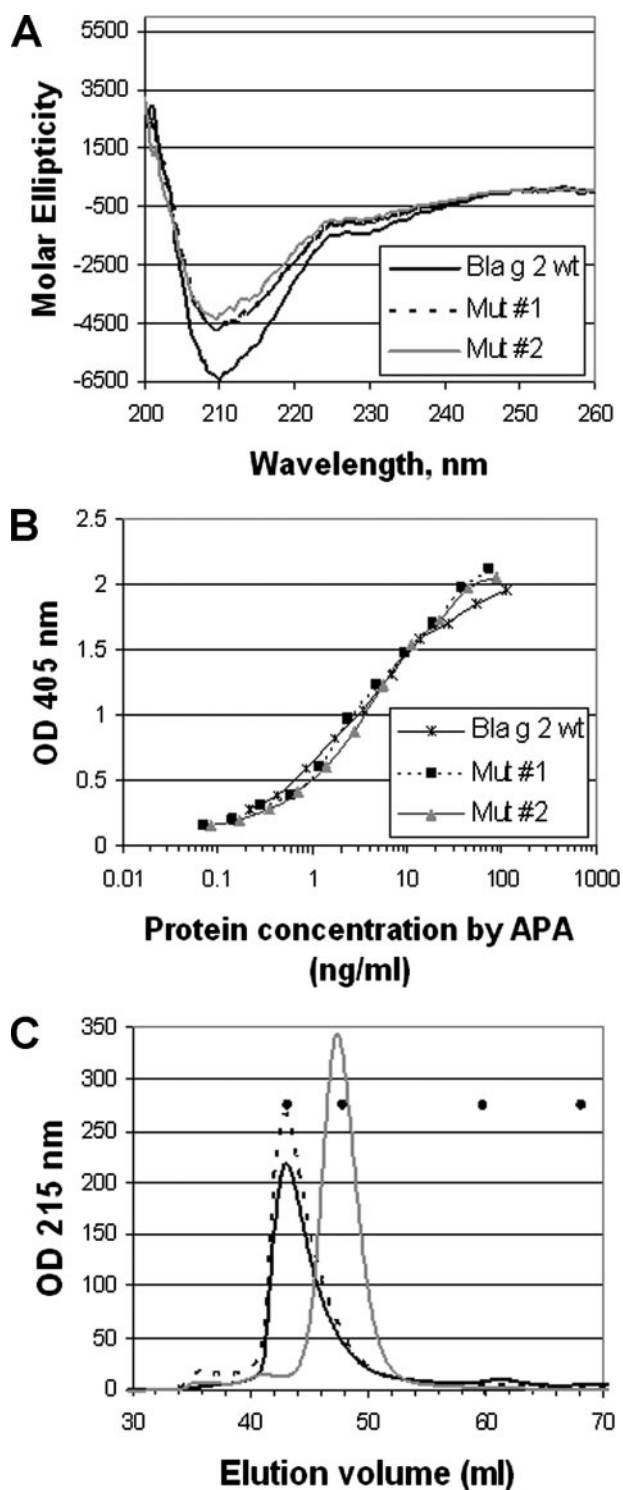 A
Molar Ellipticity
5500
3500
1500
-500
-2500
-4500
-6500
Bla g 2 wt
Mut #1
Mut #2
200 210 220 230 240 250 260
Wavelength, nm
B
OD 405 nm
2.5
2
1.5
1
0.5
0
Bla g 2 wt
Mut #1
Mut #2
0.01 0.1 1 10 100 1000
Protein concentration by APA
(ng/ml)
C
OD 215 nm
350
300
250
200
150
100
50
0
30 40 50 60 70
Elution volume (ml)